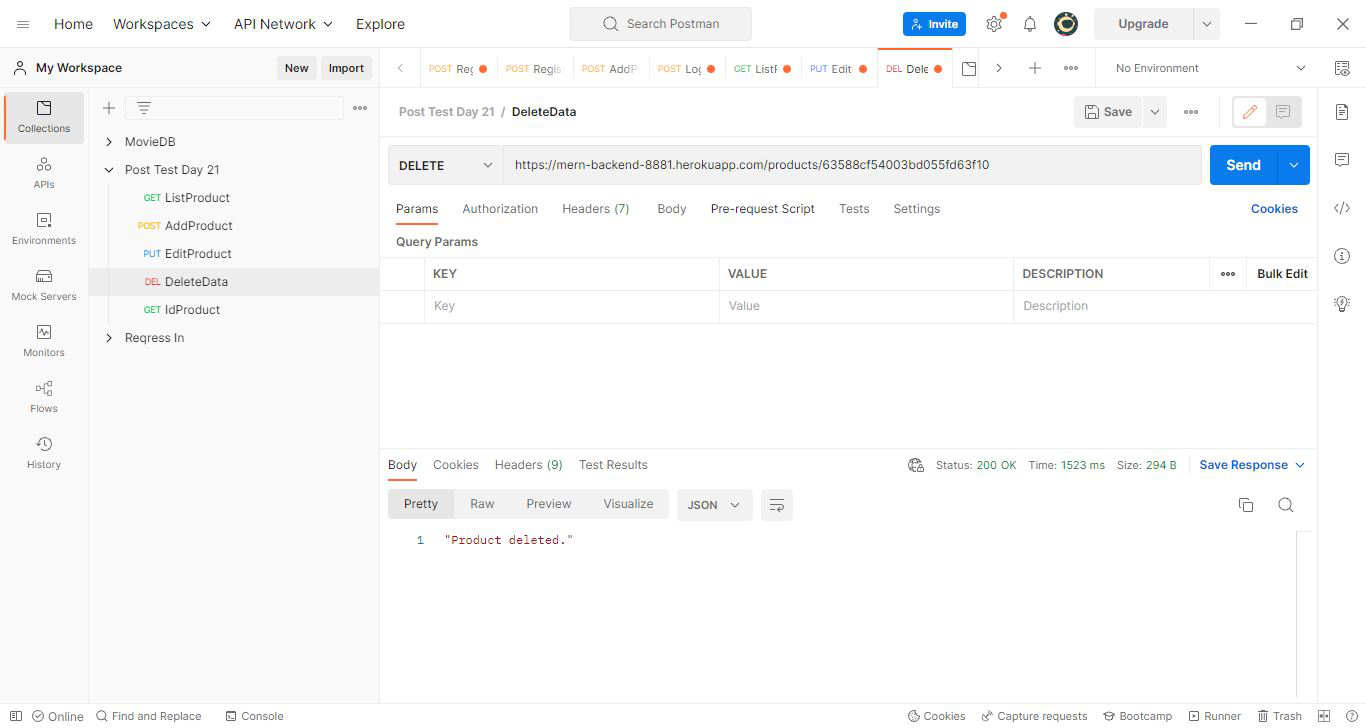 Home Workspaces API Network Explore Search Postman Invite Upgrade
My Workspace New Import
POST Reg POST Regis POST AddP POST Log GET ListF PUT Edit DEL Dele No Environment
Collections
APIs
Environments
Mock Servers
Monitors
Flows
History
MovieDB
Post Test Day 21
GET ListProduct
POST AddProduct
PUT EditProduct
DEL DeleteData
GET IdProduct
Reqress In
Post Test Day 21 / DeleteData Save
DELETE https://mern-backend-8881.herokuapp.com/products/63588cf54003bd055fd63f10 Send
Params Authorization Headers (7) Body Pre-request Script Tests Settings Cookies
Query Params
KEY VALUE DESCRIPTION Bulk Edit
Key Value Description
Body Cookies Headers (9) Test Results Status: 200 OK Time: 1523 ms Size: 294 B Save Response
Pretty Raw Preview Visualize JSON
1 "Product deleted."
Online Find and Replace Console Cookies Capture requests Bootcamp Runner Trash